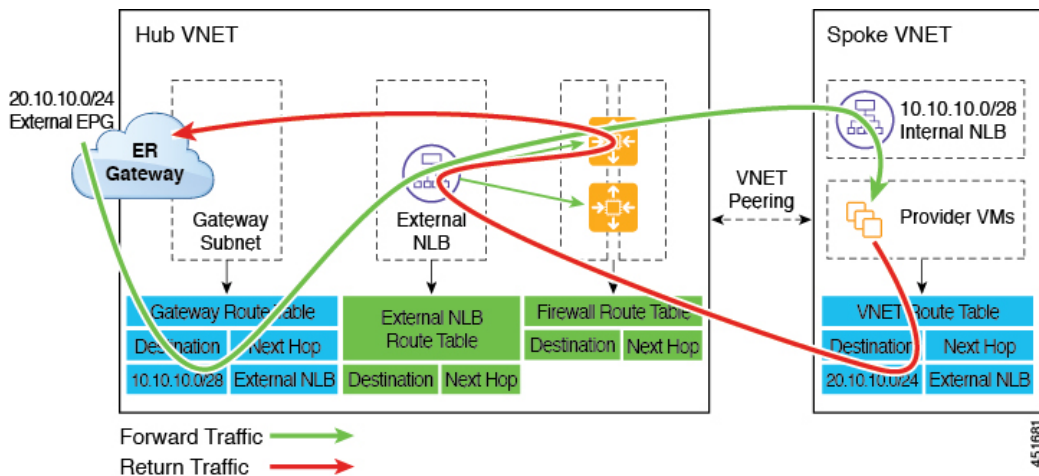 Hub VNET
Spoke VNET
20.10.10.0/24
External EPG
ER
Gateway
Gateway
Subnet
External
NLB
VNET
Peering
10.10.10.0/28
Internal NLB
Provider VMs
Gateway Route Table
Destination
Next Hop
10.10.10.0/28
External NLB
External NLB
Route Table
Destination
Next Hop
Firewall Route Table
Destination
Next Hop
VNET Route Table
Destination
Next Hop
20.10.10.0/24
External NLB
Forward Traffic
Return Traffic
451681